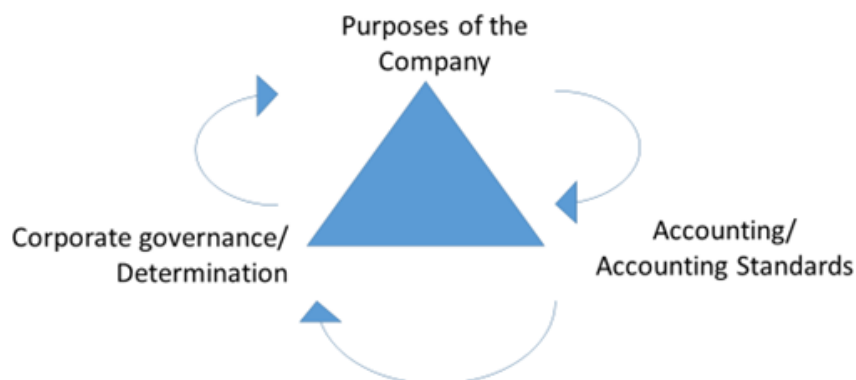 Purposes of the
Company
Corporate governance/
Determination
Accounting/
Accounting Standards